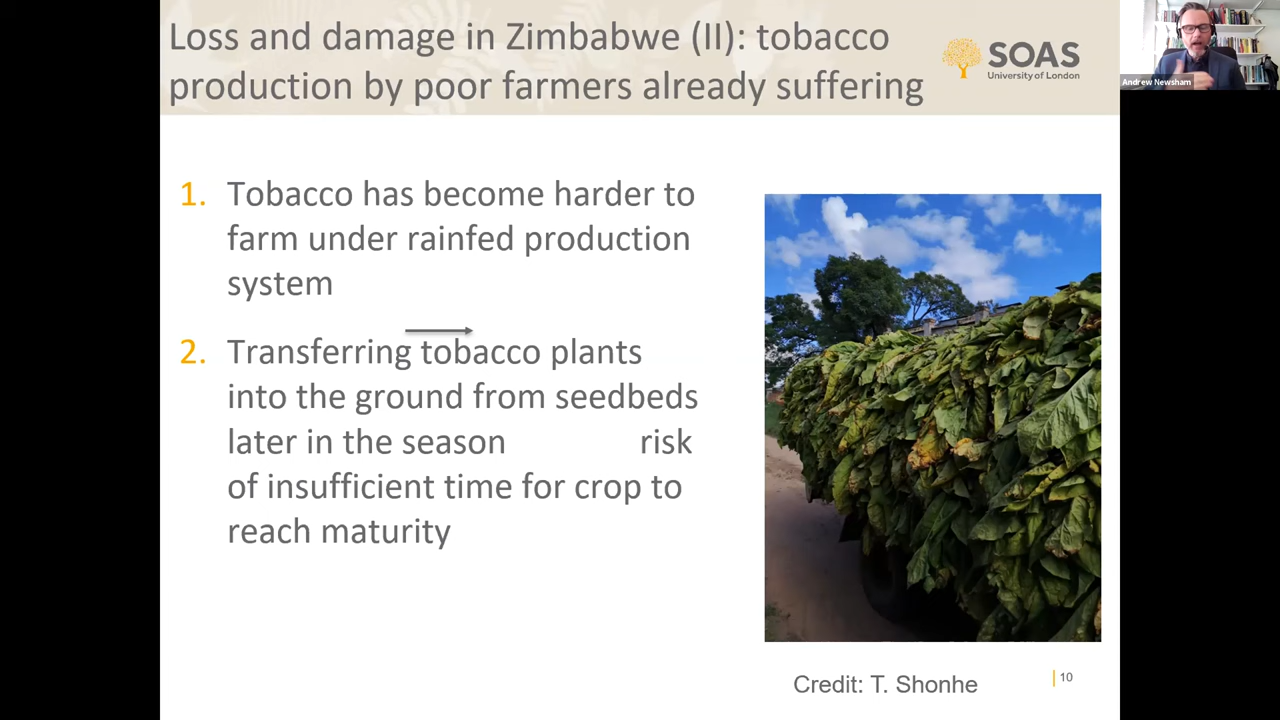 Loss and damage in Zimbabwe (II): tobacco
production by poor farmers already suffering
SOAS
University of London
Andrew Newsham
1. Tobacco has become harder to
farm under rainfed production
system
2. Transferring tobacco plants
into the ground from seedbeds
later in the season risk
of insufficient time for crop to
reach maturity
Credit: T. Shonhe
10